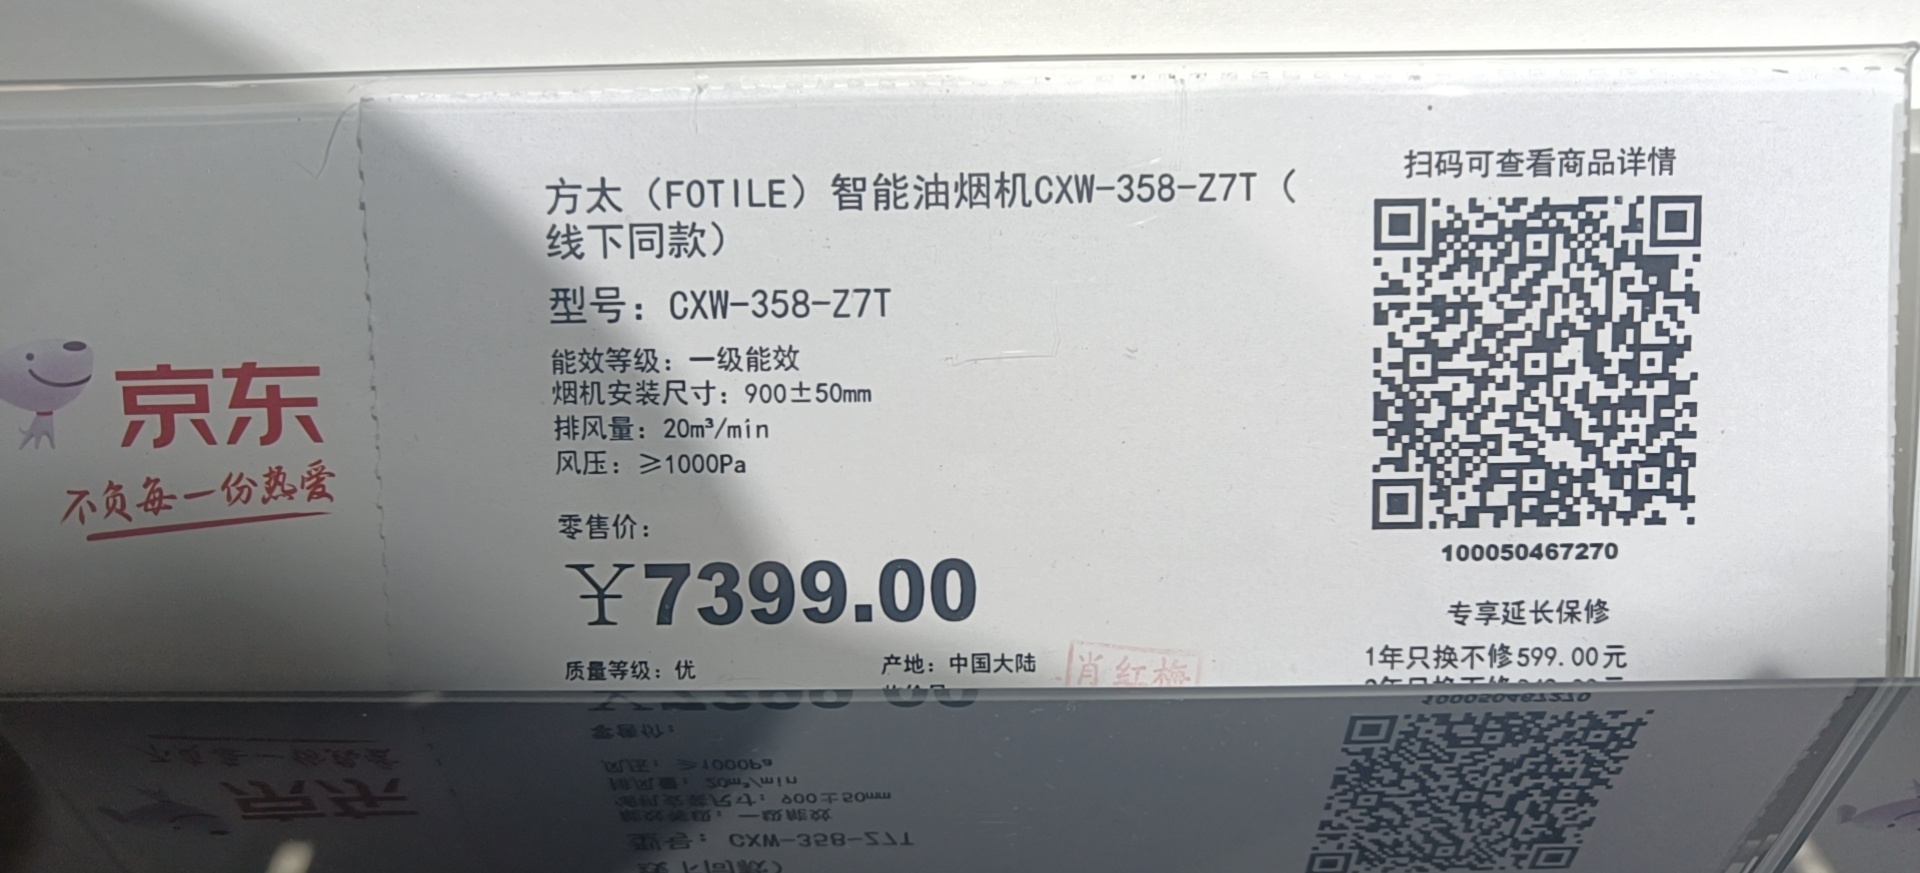 京东
不负每一份热爱
方太（FOTILE）智能油烟机CXW-358-Z7T（
线下同款）
型号：CXW-358-Z7T
能效等级：一级能效
烟机安装尺寸：900±50mm
排风量：20m³/min
风压：≥1000Pa
零售价：
￥7399.00
质量等级：优
产地：中国大陆
肖红梅
扫码可查看商品详情
100050467270
专享延长保修
1年只换不修599.00元